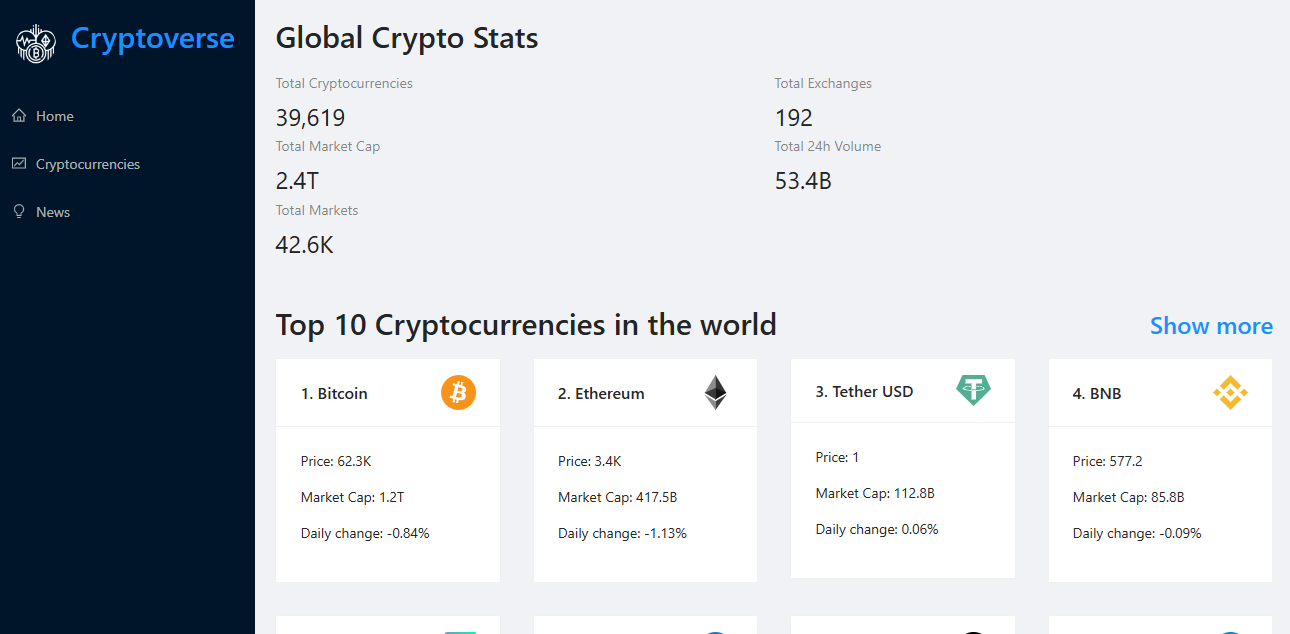 Cryptoverse
Home
Cryptocurrencies
News
Global Crypto Stats
Total Cryptocurrencies
39,619
Total Exchanges
192
Total Market Cap
2.4T
Total 24h Volume
53.4B
Total Markets
42.6K
Top 10 Cryptocurrencies in the world
Show more
1. Bitcoin
Price: 62.3K
Market Cap: 1.2T
Daily change: -0.84%
2. Ethereum
Price: 3.4K
Market Cap: 417.5B
Daily change: -1.13%
3. Tether USD
Price: 1
Market Cap: 112.8B
Daily change: 0.06%
4. BNB
Price: 577.2
Market Cap: 85.8B
Daily change: -0.09%